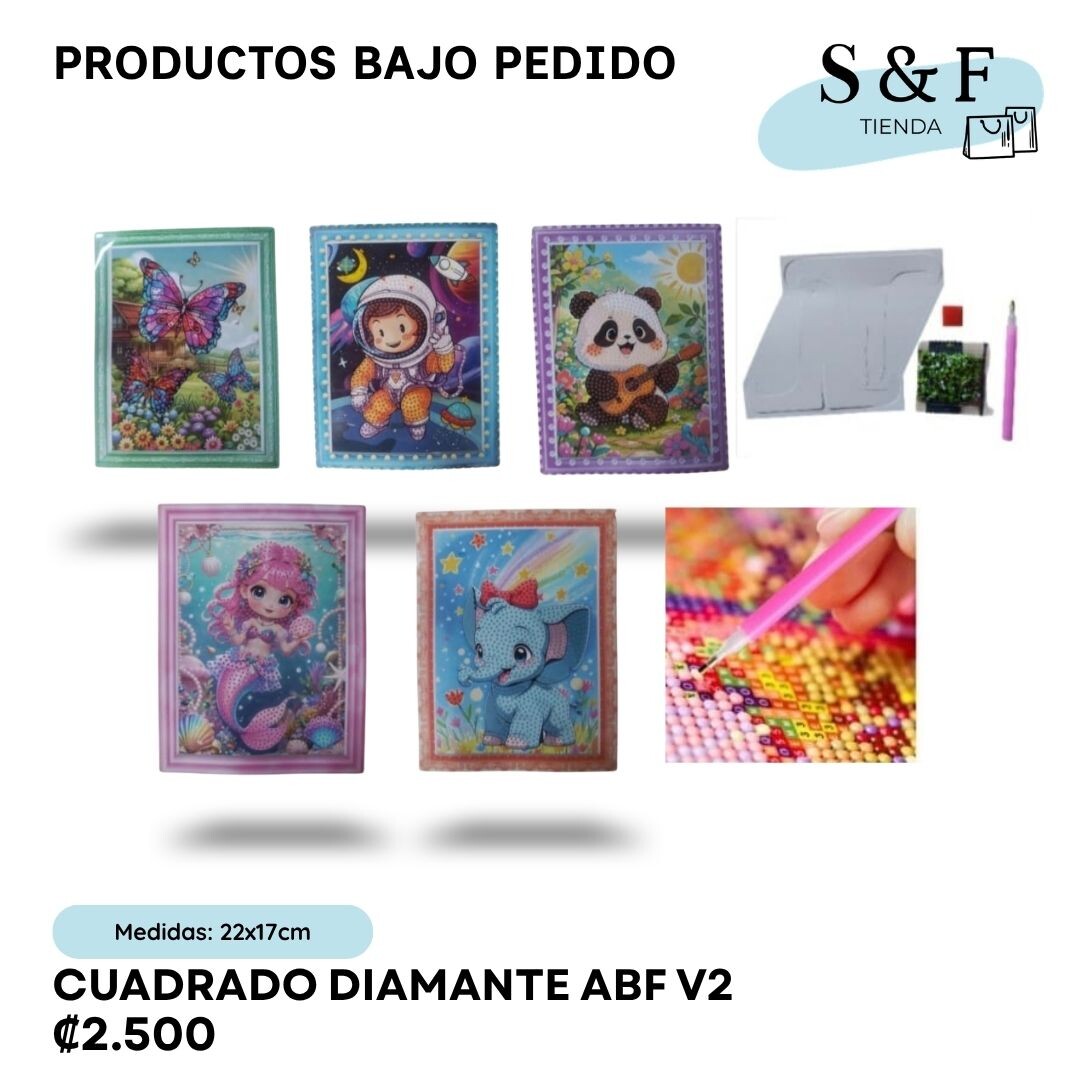 PRODUCTOS BAJO PEDIDO
S & F
TIENDA
Medidas: 22x17cm
CUADRADO DIAMANTE ABF V2
₡2.500